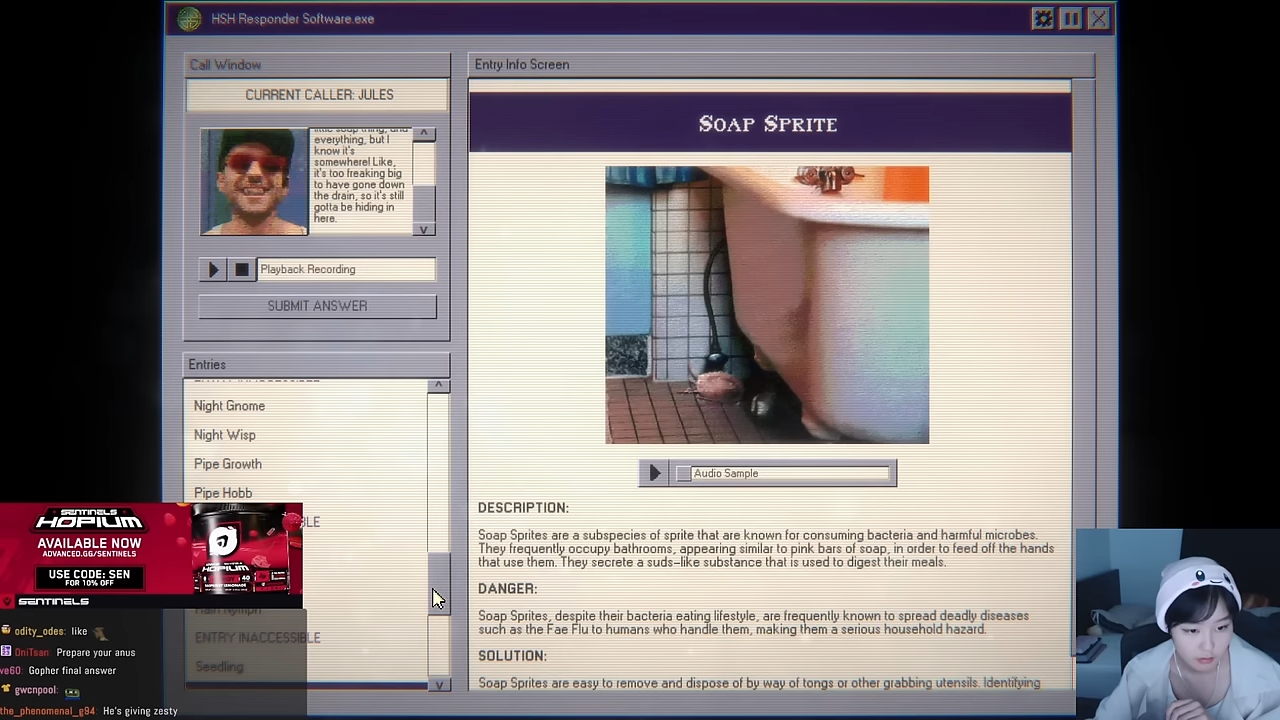 HSH Responder Software.exe
Call Window
CURRENT CALLER: JULES
little soap thing, and
everything, but I
know it's
somewhere! Like,
it's too freaking big
to have gone down
the drain, so it's still
gotta be hiding in
here.
Playback Recording
SUBMIT ANSWER
Entries
ENTRY INACCESSIBLE
Night Gnome
Night Wisp
Pipe Growth
Pipe Hobb
Rain Nymph
ENTRY INACCESSIBLE
Seedling
Entry Info Screen
Soap Sprite
Audio Sample
DESCRIPTION:
Soap Sprites are a subspecies of sprite that are known for consuming bacteria and harmful microbes.
They frequently occupy bathrooms, appearing similar to pink bars of soap, in order to feed off the hands
that use them. They secrete a suds-like substance that is used to digest their meals.
DANGER:
Soap Sprites, despite their bacteria eating lifestyle, are frequently known to spread deadly diseases
such as the Fae Flu to humans who handle them, making them a serious household hazard.
SOLUTION:
Soap Sprites are easy to remove and dispose of by way of tongs or other grabbing utensils. Identifying
SENTINELS
HOPIUM
AVAILABLE NOW
ADVANCED.GG/SENTINELS
USE CODE: SEN
FOR 10% OFF
SENTINELS
odity_odes: like
OniTsan: Prepare your anus
ve60: Gopher final answer
gwcnpool:
the_phenomenal_g94: He's giving zesty